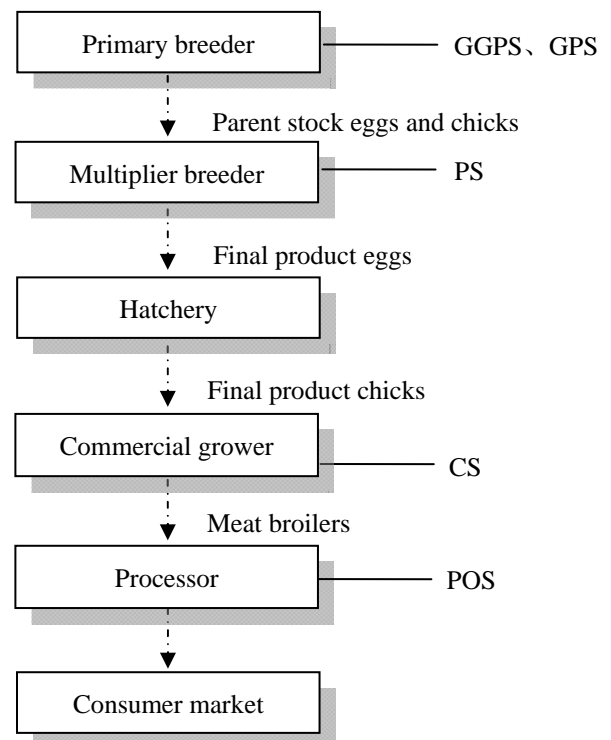 Primary breeder
GGPS、GPS
Parent stock eggs and chicks
Multiplier breeder
PS
Final product eggs
Hatchery
Final product chicks
Commercial grower
CS
Meat broilers
Processor
POS
Consumer market